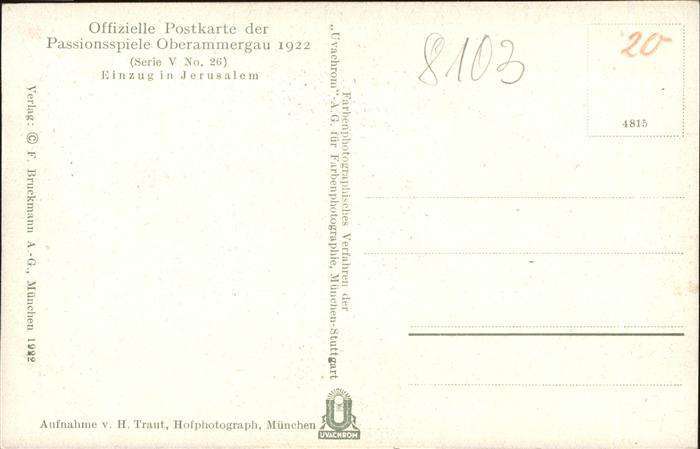 Offizielle Postkarte der
Passionsspiele Oberammergau 1922
(Serie V No. 26)
Einzug in Jerusalem
Verlag: © F. Bruckmann A.-G., München 1922
Aufnahme v. H. Traut, Hofphotograph, München
Farbenphotographisches Verfahren der
„Uvachrom"-A.G. für Farbenphotographie, München-Stuttgart
U
UVACHROM
8103
20
4815